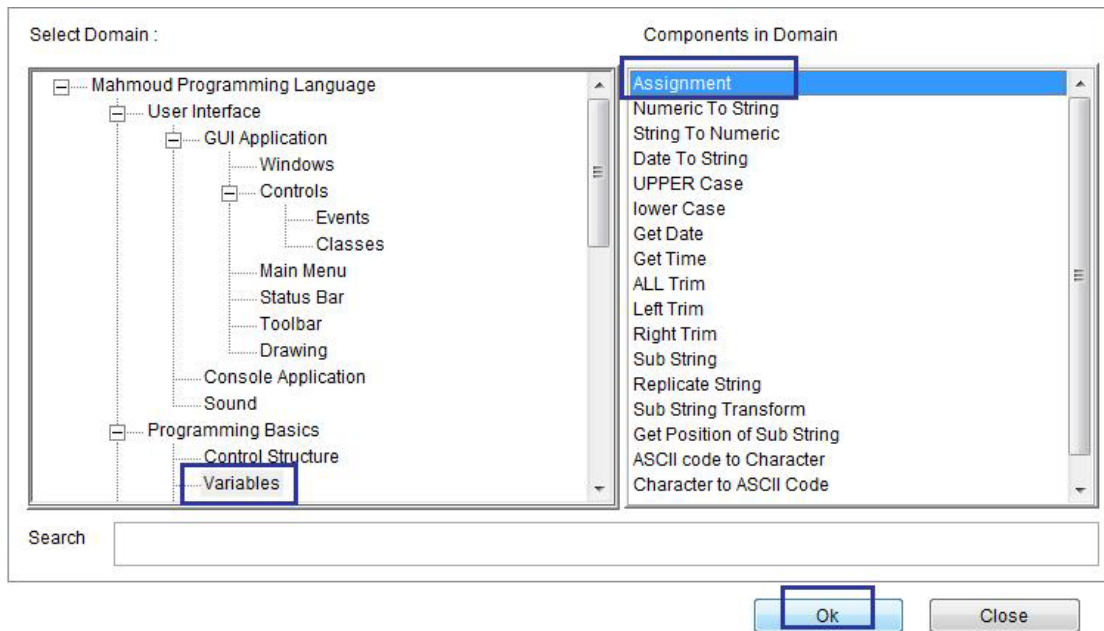 Select Domain :
Components in Domain
Mahmoud Programming Language
User Interface
GUI Application
Windows
Controls
Events
Classes
Main Menu
Status Bar
Toolbar
Drawing
Console Application
Sound
Programming Basics
Control Structure
Variables
Assignment
Numeric To String
String To Numeric
Date To String
UPPER Case
lower Case
Get Date
Get Time
ALL Trim
Left Trim
Right Trim
Sub String
Replicate String
Sub String Transform
Get Position of Sub String
ASCII code to Character
Character to ASCII Code
Search
Ok
Close